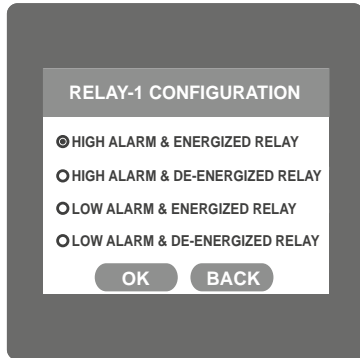 RELAY-1 CONFIGURATION
HIGH ALARM & ENERGIZED RELAY
HIGH ALARM & DE-ENERGIZED RELAY
LOW ALARM & ENERGIZED RELAY
LOW ALARM & DE-ENERGIZED RELAY
OK BACK